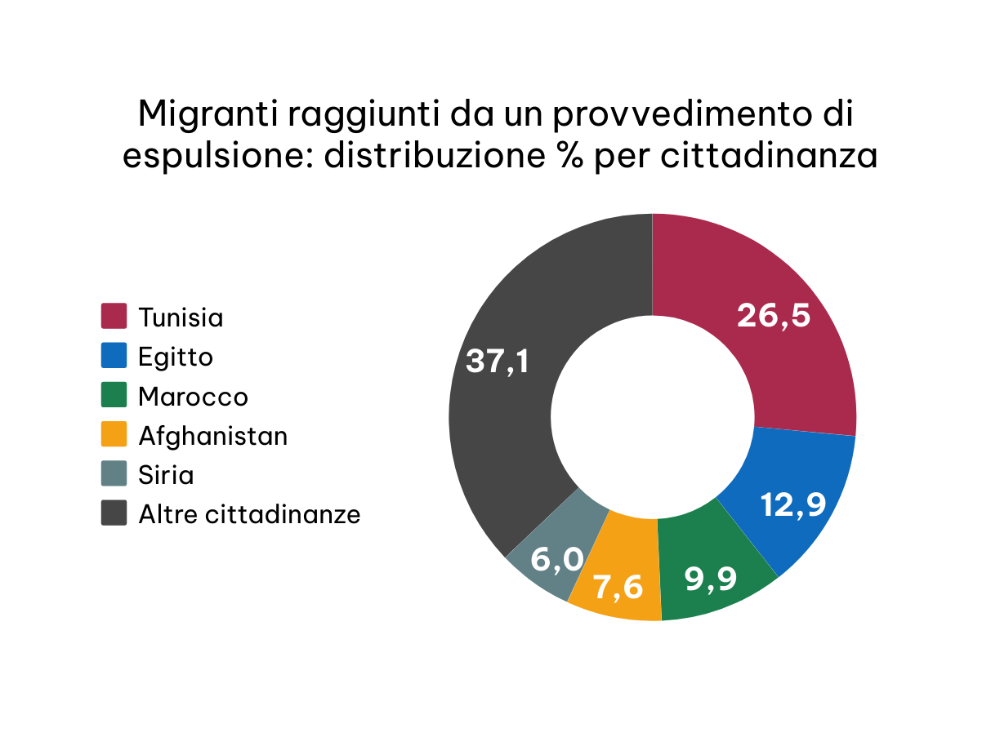 Migranti raggiunti da un provvedimento di
espulsione: distribuzione % per cittadinanza
Tunisia
Egitto
Marocco
Afghanistan
Siria
Altre cittadinanze
26,5
12,9
9,9
7,6
6,0
37,1